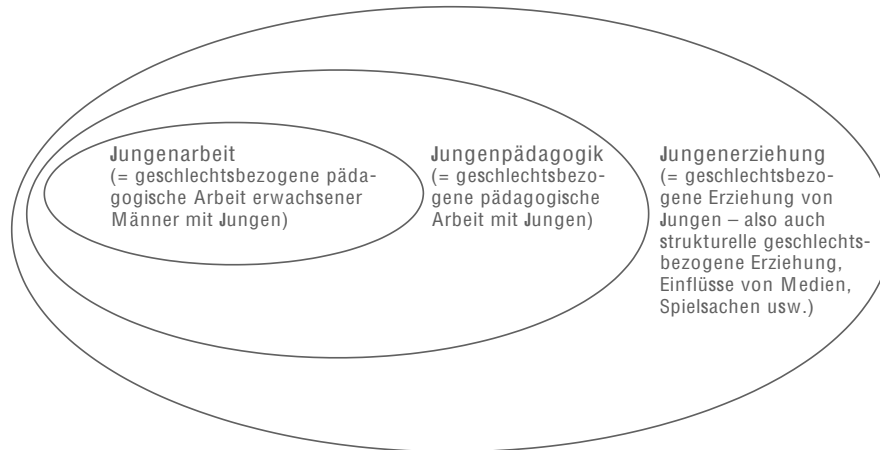 Jungenarbeit
(= geschlechtsbezogene päda-
gogische Arbeit erwachsener
Männer mit Jungen)
Jungenpädagogik
(= geschlechtsbezo-
gene pädagogische
Arbeit mit Jungen)
Jungenerziehung
(= geschlechtsbezo-
gene Erziehung von
Jungen – also auch
strukturelle geschlechts-
bezogene Erziehung,
Einflüsse von Medien,
Spielsachen usw.)